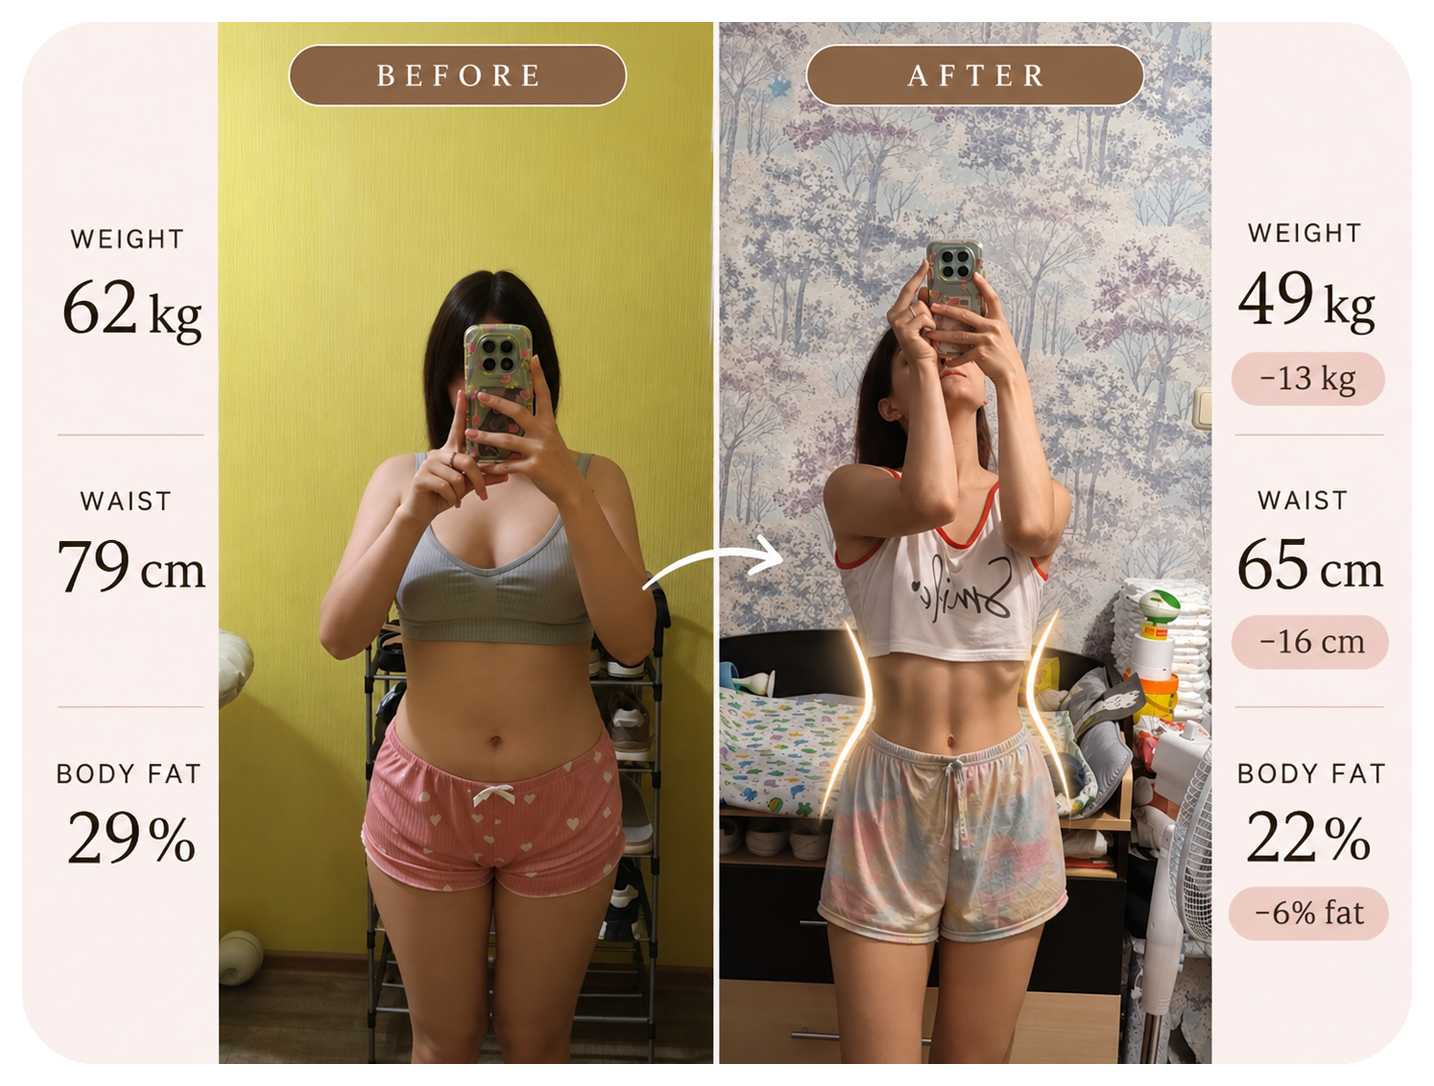 BEFORE
WEIGHT
62 kg
WAIST
79 cm
BODY FAT
29%
AFTER
Smile
WEIGHT
49 kg
−13 kg
WAIST
65 cm
−16 cm
BODY FAT
22%
−6% fat